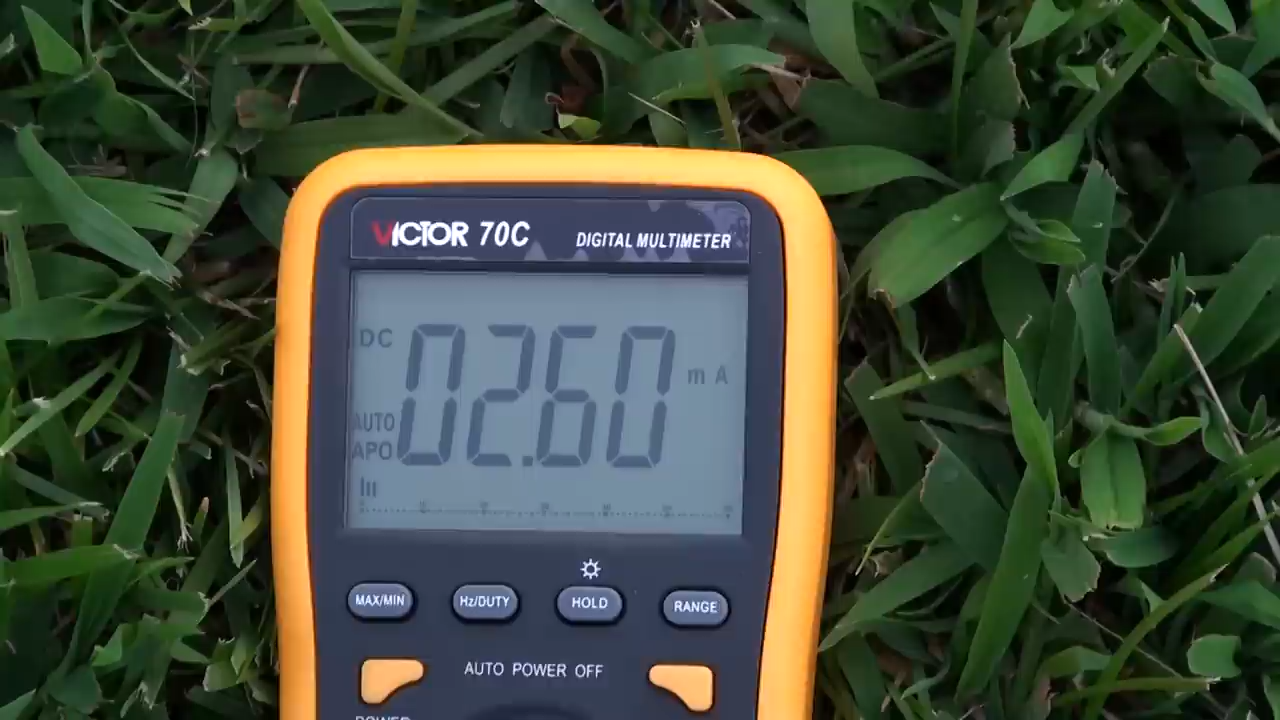 VICTOR 70C DIGITAL MULTIMETER
DC 02.60 mA
AUTO
APO
MAX/MIN Hz/DUTY HOLD RANGE
AUTO POWER OFF
POWER